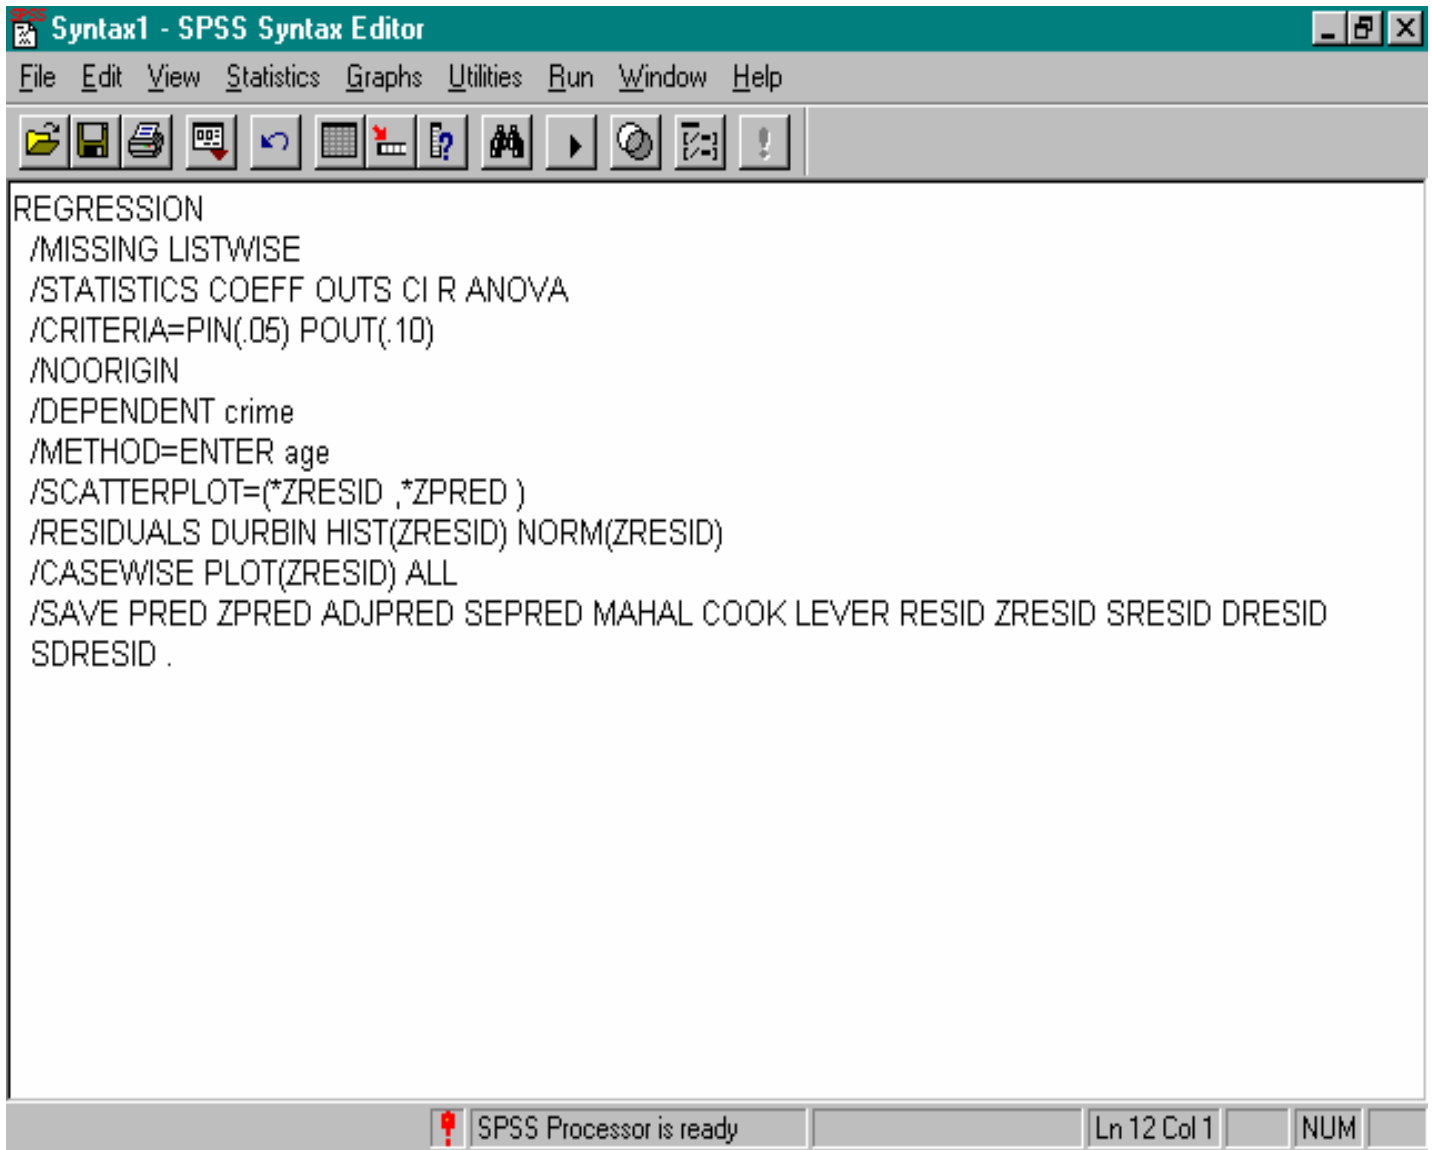 SPSS
Syntax1 - SPSS Syntax Editor
File Edit View Statistics Graphs Utilities Run Window Help
REGRESSION
/MISSING LISTWISE
/STATISTICS COEFF OUTS CI R ANOVA
/CRITERIA=PIN(.05) POUT(.10)
/NOORIGIN
/DEPENDENT crime
/METHOD=ENTER age
/SCATTERPLOT=(*ZRESID ,*ZPRED )
/RESIDUALS DURBIN HIST(ZRESID) NORM(ZRESID)
/CASEWISE PLOT(ZRESID) ALL
/SAVE PRED ZPRED ADJPRED SEPRED MAHAL COOK LEVER RESID ZRESID SRESID DRESID
SDRESID .
SPSS Processor is ready Ln 12 Col 1 NUM